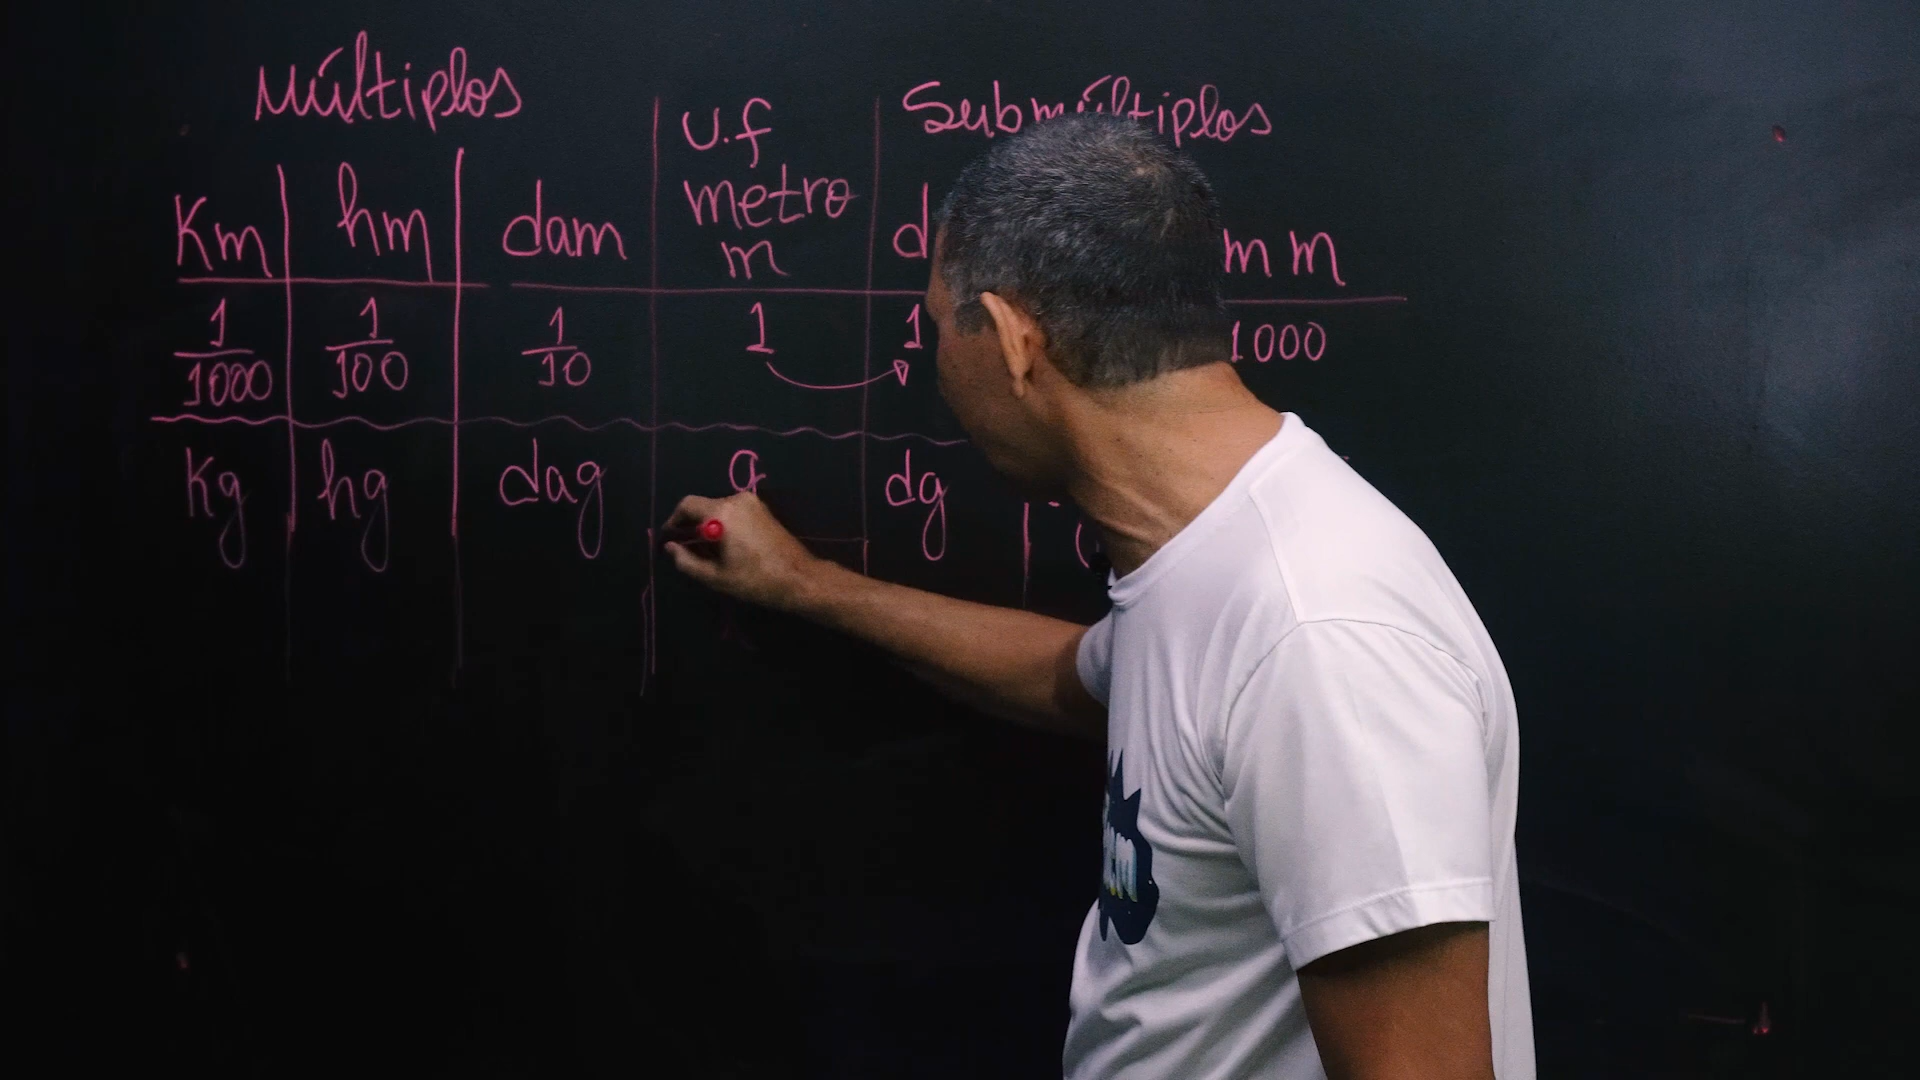 Múltiplos U.f Submúltiplos
Km hm dam metro m d mm
1/1000 1/100 1/10 1 1 1000
Kg hg dag g dg